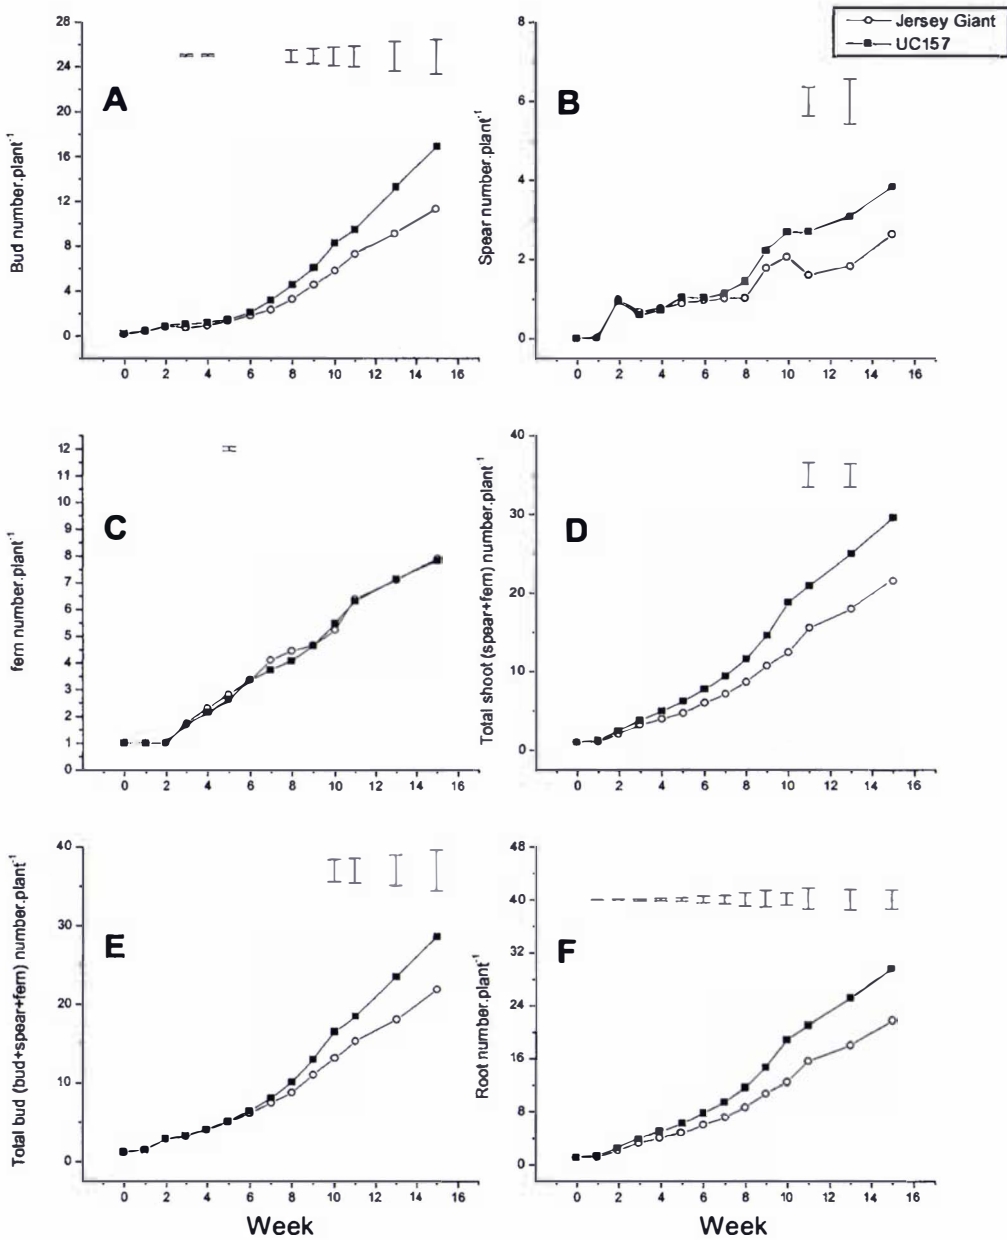 Jersey Giant
UC157
A
Bud number.plant-1
28
24
20
16
12
8
4
0
0 2 4 6 8 10 12 14 16
B
Spear number.plant-1
8
6
4
2
0
0 2 4 6 8 10 12 14 16
C
fern number.plant-1
12
11
10
9
8
7
6
5
4
3
2
1
0
0 2 4 6 8 10 12 14 16
D
Total shoot (spear+fern) number.plant-1
40
30
20
10
0
0 2 4 6 8 10 12 14 16
E
Total bud (bud+spear+fern) number.plant-1
40
30
20
10
0
0 2 4 6 8 10 12 14 16
Week
F
Root number.plant-1
48
40
32
24
16
8
0
0 2 4 6 8 10 12 14 16
Week